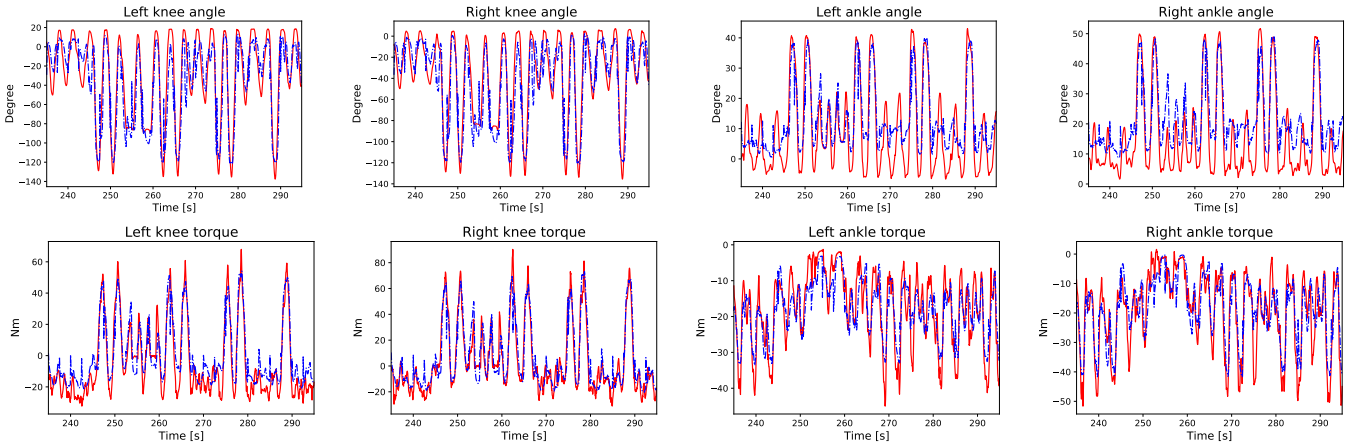 Left knee angle
Degree
20
0
−20
−40
−60
−80
−100
−120
−140
240 250 260 270 280 290
Time [s]
Right knee angle
Degree
0
−20
−40
−60
−80
−100
−120
−140
240 250 260 270 280 290
Time [s]
Left ankle angle
Degree
40
30
20
10
0
240 250 260 270 280 290
Time [s]
Right ankle angle
Degree
50
40
30
20
10
0
240 250 260 270 280 290
Time [s]
Left knee torque
Nm
60
40
20
0
−20
240 250 260 270 280 290
Time [s]
Right knee torque
Nm
80
60
40
20
0
−20
240 250 260 270 280 290
Time [s]
Left ankle torque
Nm
0
−10
−20
−30
−40
240 250 260 270 280 290
Time [s]
Right ankle torque
Nm
0
−10
−20
−30
−40
−50
240 250 260 270 280 290
Time [s]